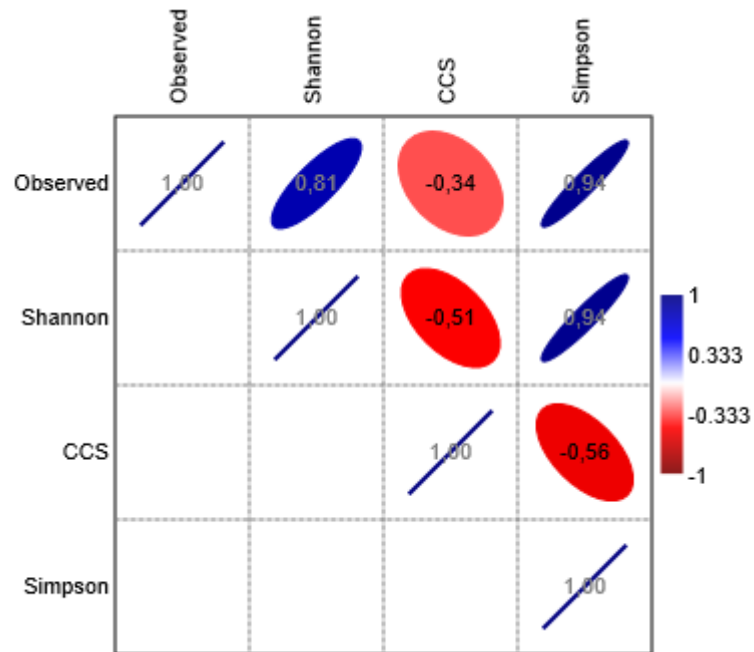 Observed Shannon CCS Simpson
Observed 1,00 0,81 -0,34 0,94
Shannon 1,00 -0,51 0,94
CCS 1,00 -0,56
Simpson 1,00
1
0.333
-0.333
-1